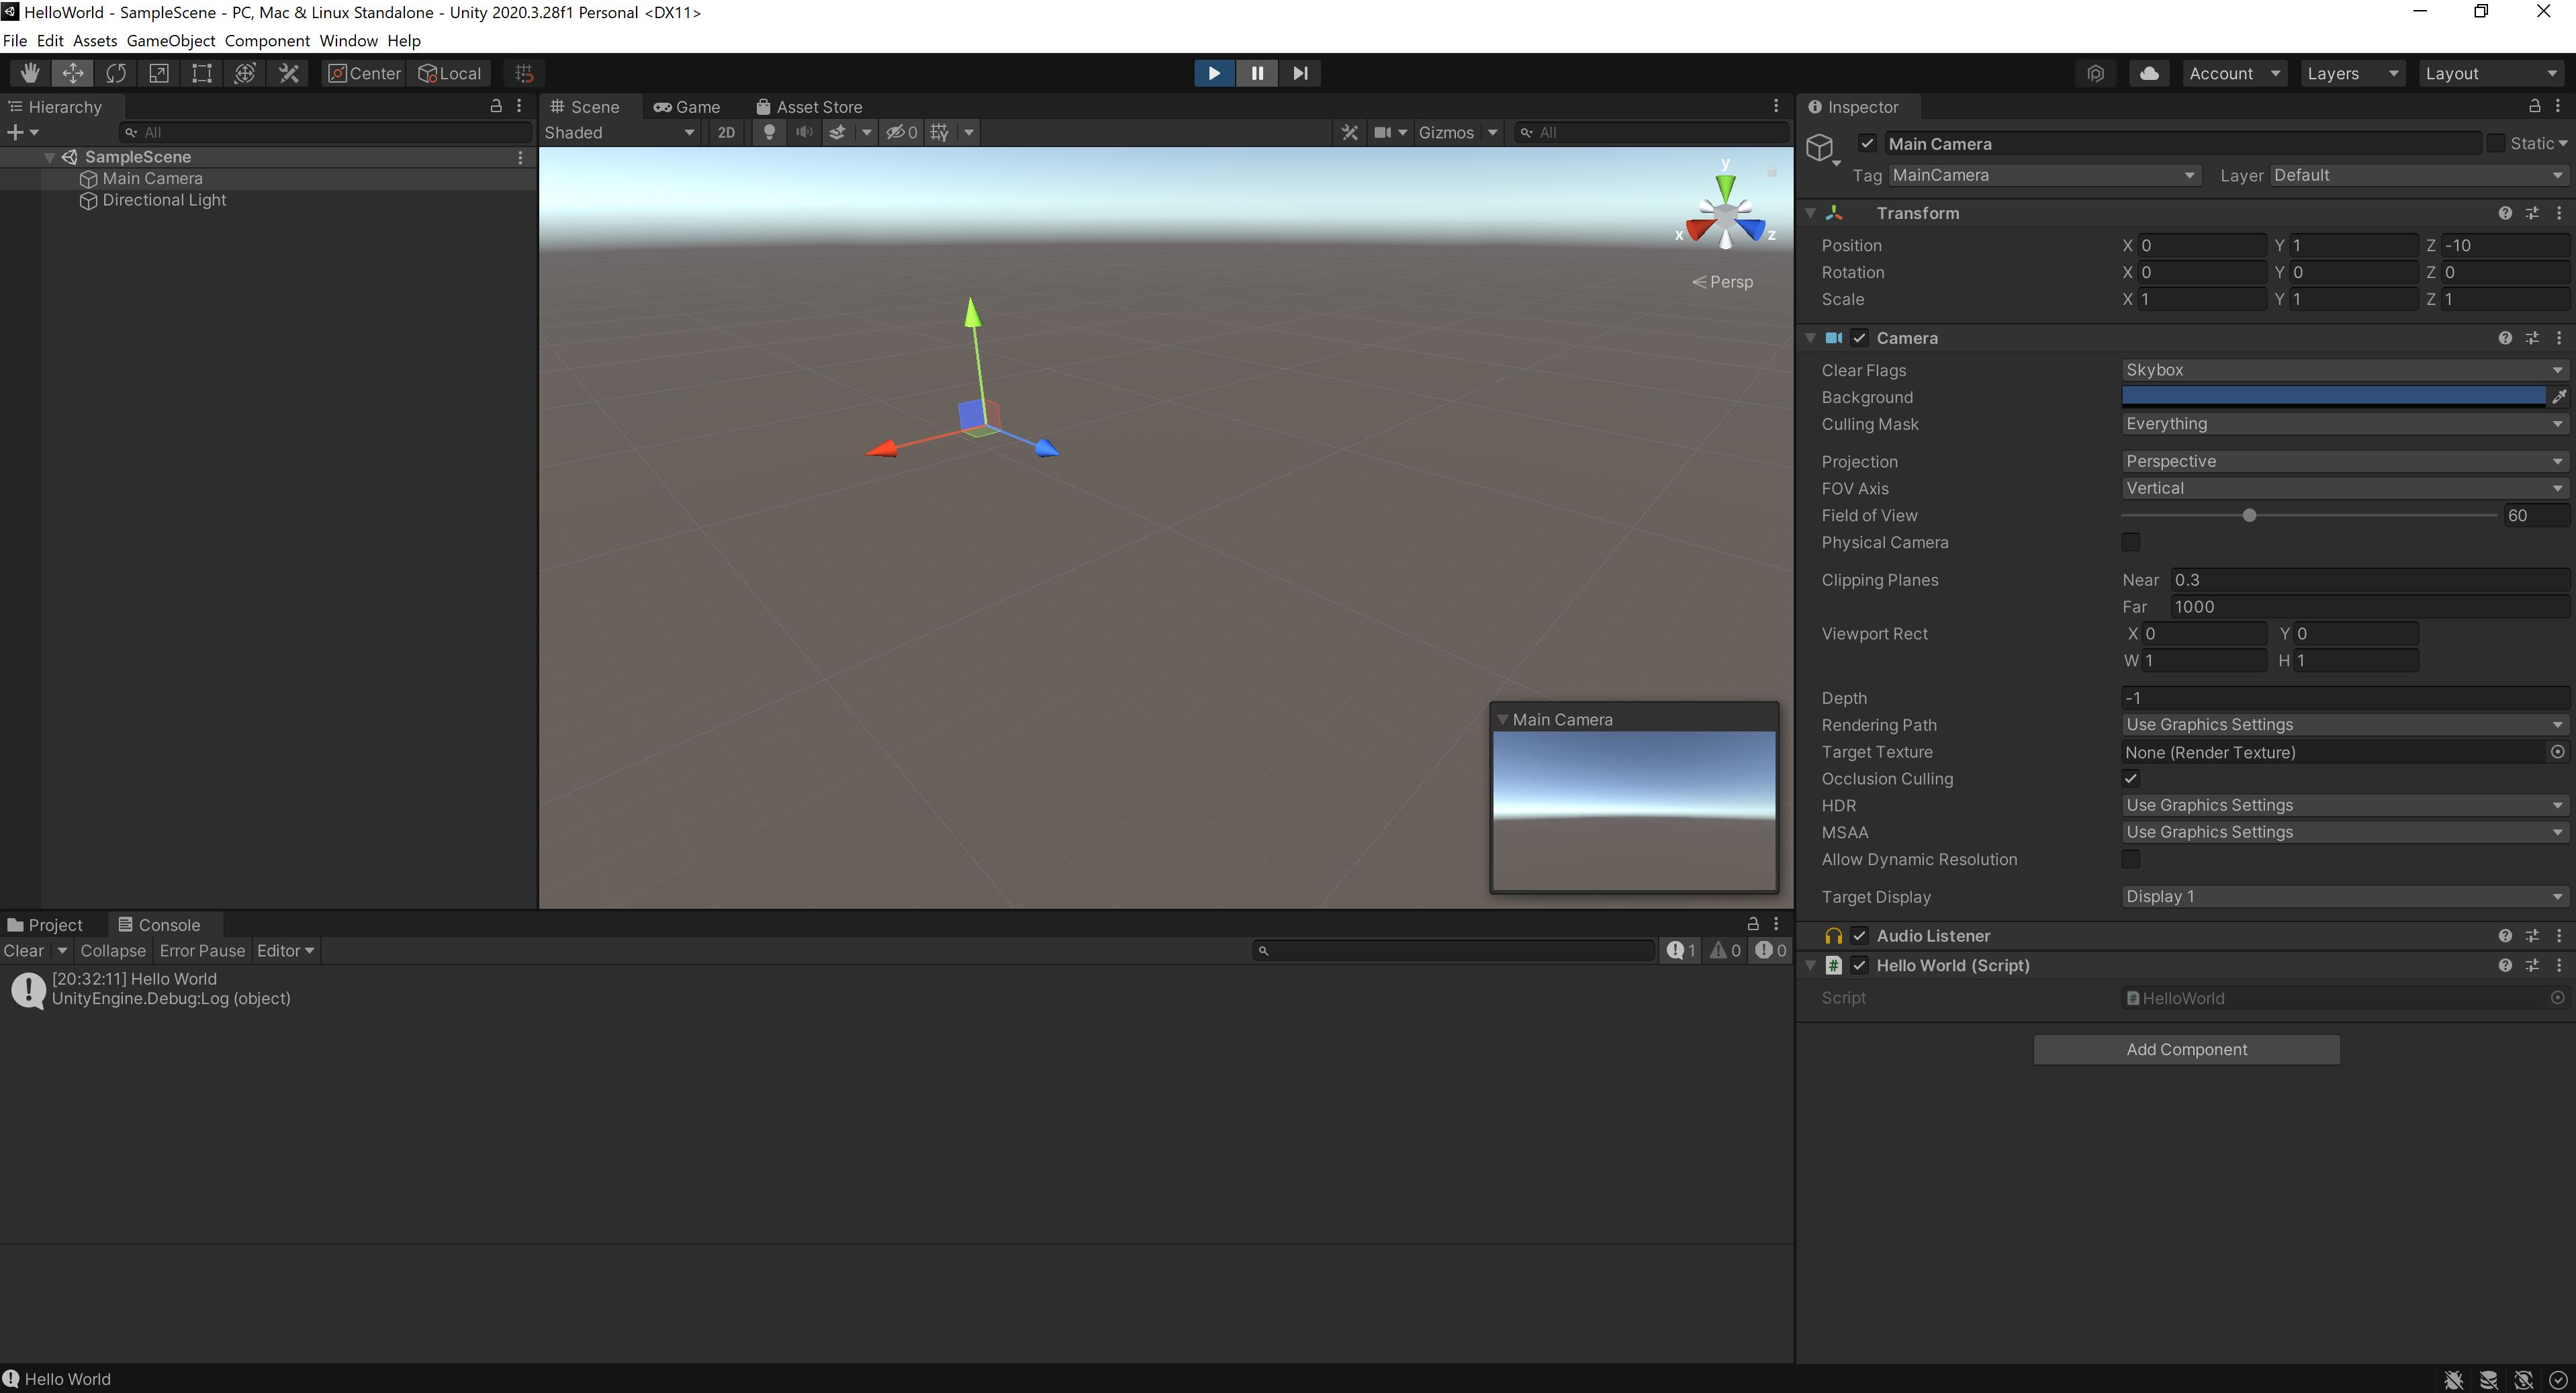 HelloWorld - SampleScene - PC, Mac & Linux Standalone - Unity 2020.3.28f1 Personal <DX11>
File Edit Assets GameObject Component Window Help
Center Local
Account Layers Layout
Hierarchy
All
SampleScene
Main Camera
Directional Light
Scene Game Asset Store
Shaded 2D 0 Gizmos All
y
x z
Persp
Main Camera
Inspector
Main Camera Static
Tag MainCamera Layer Default
Transform
Position X 0 Y 1 Z -10
Rotation X 0 Y 0 Z 0
Scale X 1 Y 1 Z 1
Camera
Clear Flags Skybox
Background
Culling Mask Everything
Projection Perspective
FOV Axis Vertical
Field of View 60
Physical Camera
Clipping Planes Near 0.3
Far 1000
Viewport Rect X 0 Y 0
W 1 H 1
Depth -1
Rendering Path Use Graphics Settings
Target Texture None (Render Texture)
Occlusion Culling
HDR Use Graphics Settings
MSAA Use Graphics Settings
Allow Dynamic Resolution
Target Display Display 1
Audio Listener
# Hello World (Script)
Script # HelloWorld
Add Component
Project Console
Clear Collapse Error Pause Editor 1 0 0
[20:32:11] Hello World
UnityEngine.Debug:Log (object)
Hello World